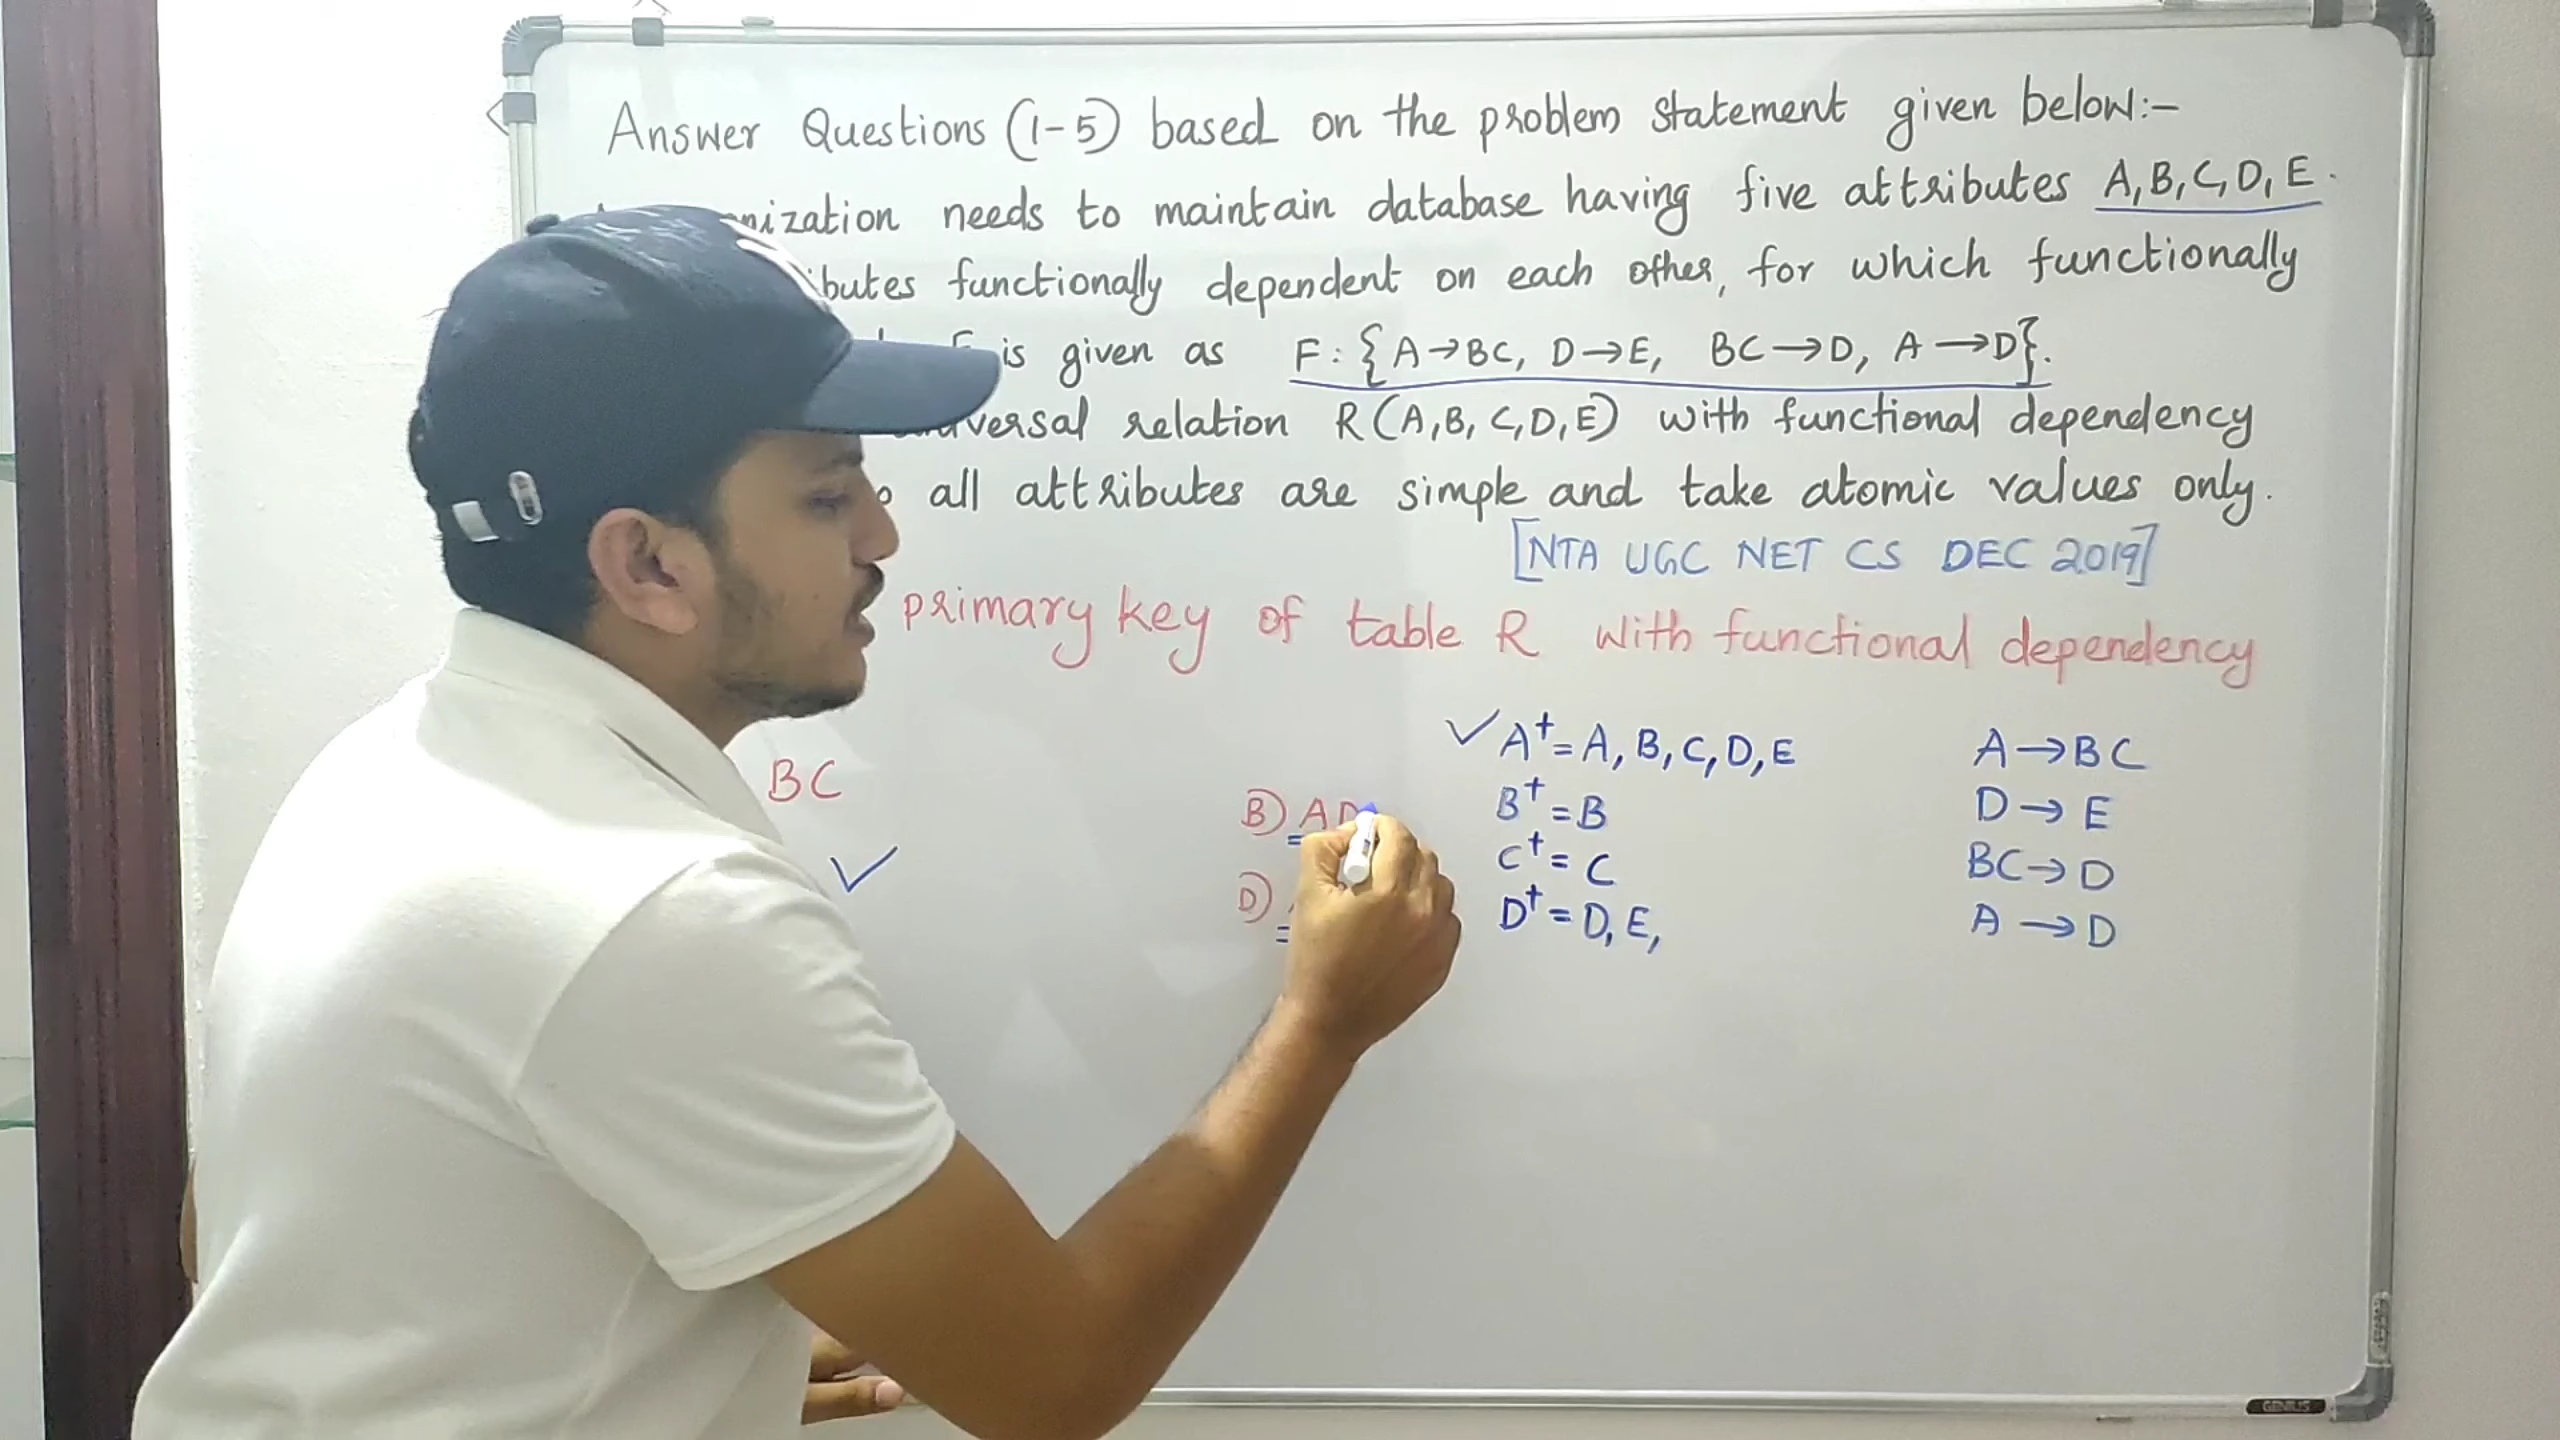 Answer Questions (1-5) based on the problem statement given below:-
needs to maintain database having five attributes A,B,C,D,E.
functionally dependent on each other, for which functionally
is given as F:{A→BC, D→E, BC→D, A→D}.
relation R(A,B,C,D,E) with functional dependency
all attributes are simple and take atomic values only.
[NTA UGC NET CS DEC 2019]
primary key of table R with functional dependency
BC
B) AD
D)
✓ A⁺=A,B,C,D,E
B⁺=B
C⁺=C
D⁺=D,E,
A→BC
D→E
BC→D
A→D
GENIUS